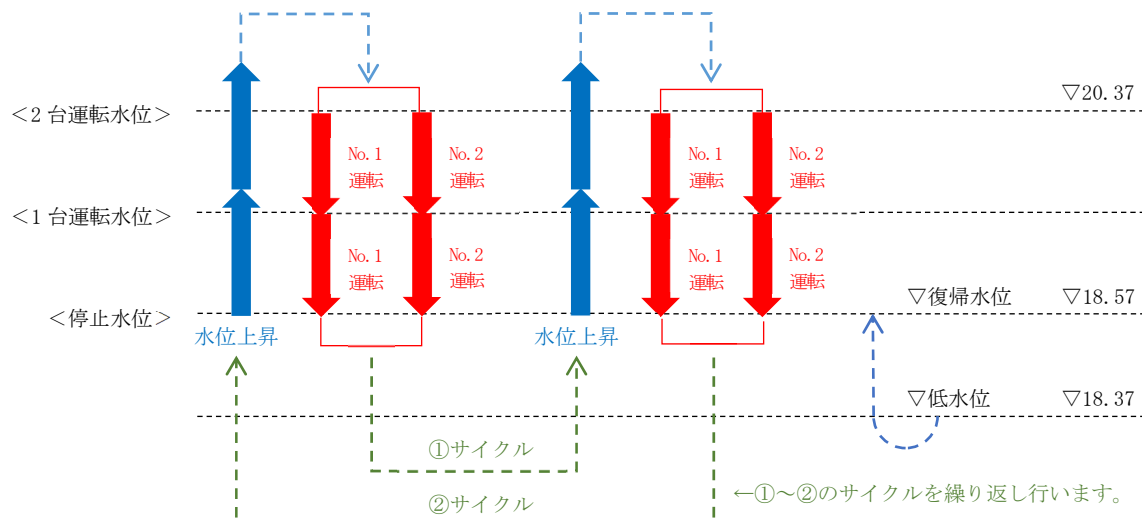 ▽20.37
＜2 台運転水位＞
No.1
運転
No.2
運転
No.1
運転
No.2
運転
＜1 台運転水位＞
No.1
運転
No.2
運転
No.1
運転
No.2
運転
▽復帰水位
▽18.57
＜停止水位＞
水位上昇
水位上昇
▽低水位
▽18.37
①サイクル
②サイクル
←①～②のサイクルを繰り返し行います。